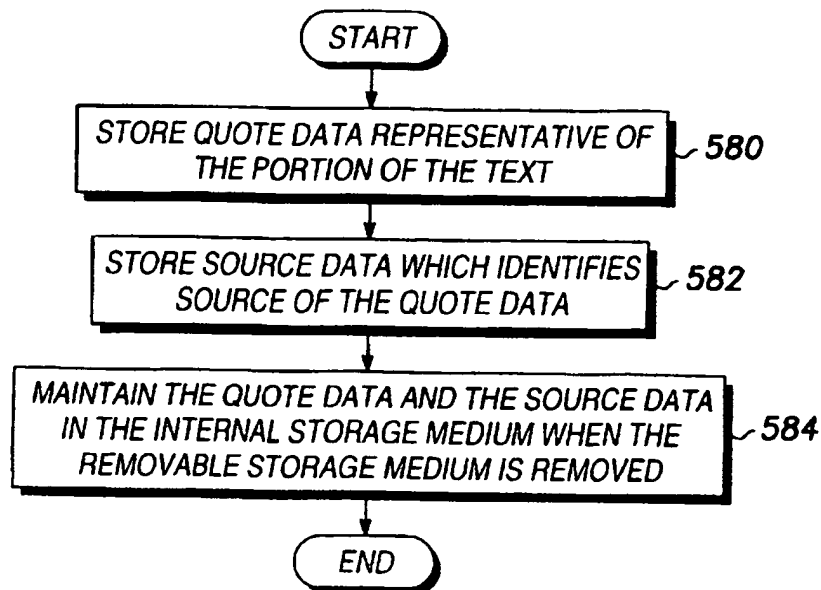 START
STORE QUOTE DATA REPRESENTATIVE OF
THE PORTION OF THE TEXT
580
STORE SOURCE DATA WHICH IDENTIFIES
SOURCE OF THE QUOTE DATA
582
MAINTAIN THE QUOTE DATA AND THE SOURCE DATA
IN THE INTERNAL STORAGE MEDIUM WHEN THE
REMOVABLE STORAGE MEDIUM IS REMOVED
584
END